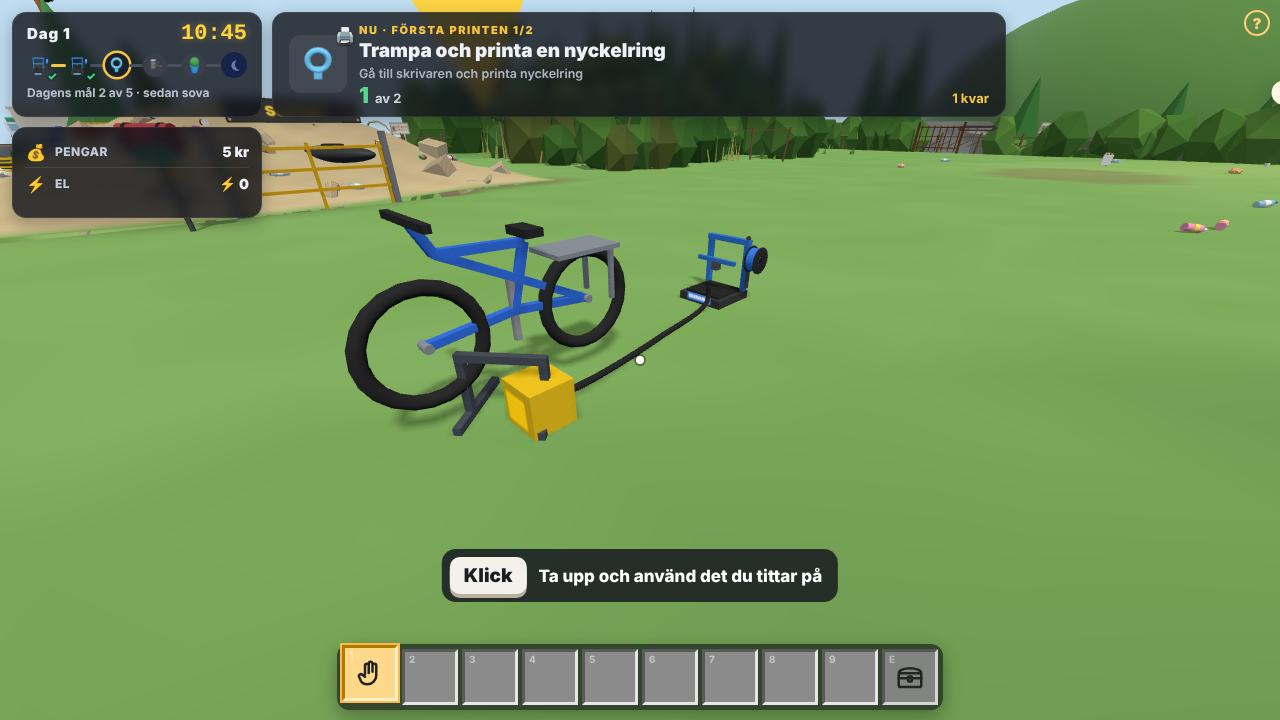 Dag 1
10:45
Dagens mål 2 av 5 · sedan sova
NU · FÖRSTA PRINTEN 1/2
Trampa och printa en nyckelring
Gå till skrivaren och printa nyckelring
1 av 2
1 kvar
?
PENGAR
5 kr
EL
0
Klick
Ta upp och använd det du tittar på
2
3
4
5
6
7
8
9
E